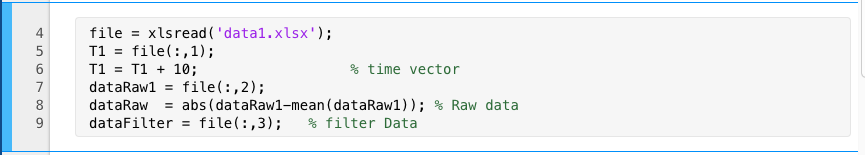 4 file = xlsread('data1.xlsx');
5 T1 = file(:,1);
6 T1 = T1 + 10; % time vector
7 dataRaw1 = file(:,2);
8 dataRaw  = abs(dataRaw1−mean(dataRaw1)); % Raw data
9 dataFilter = file(:,3); % filter Data